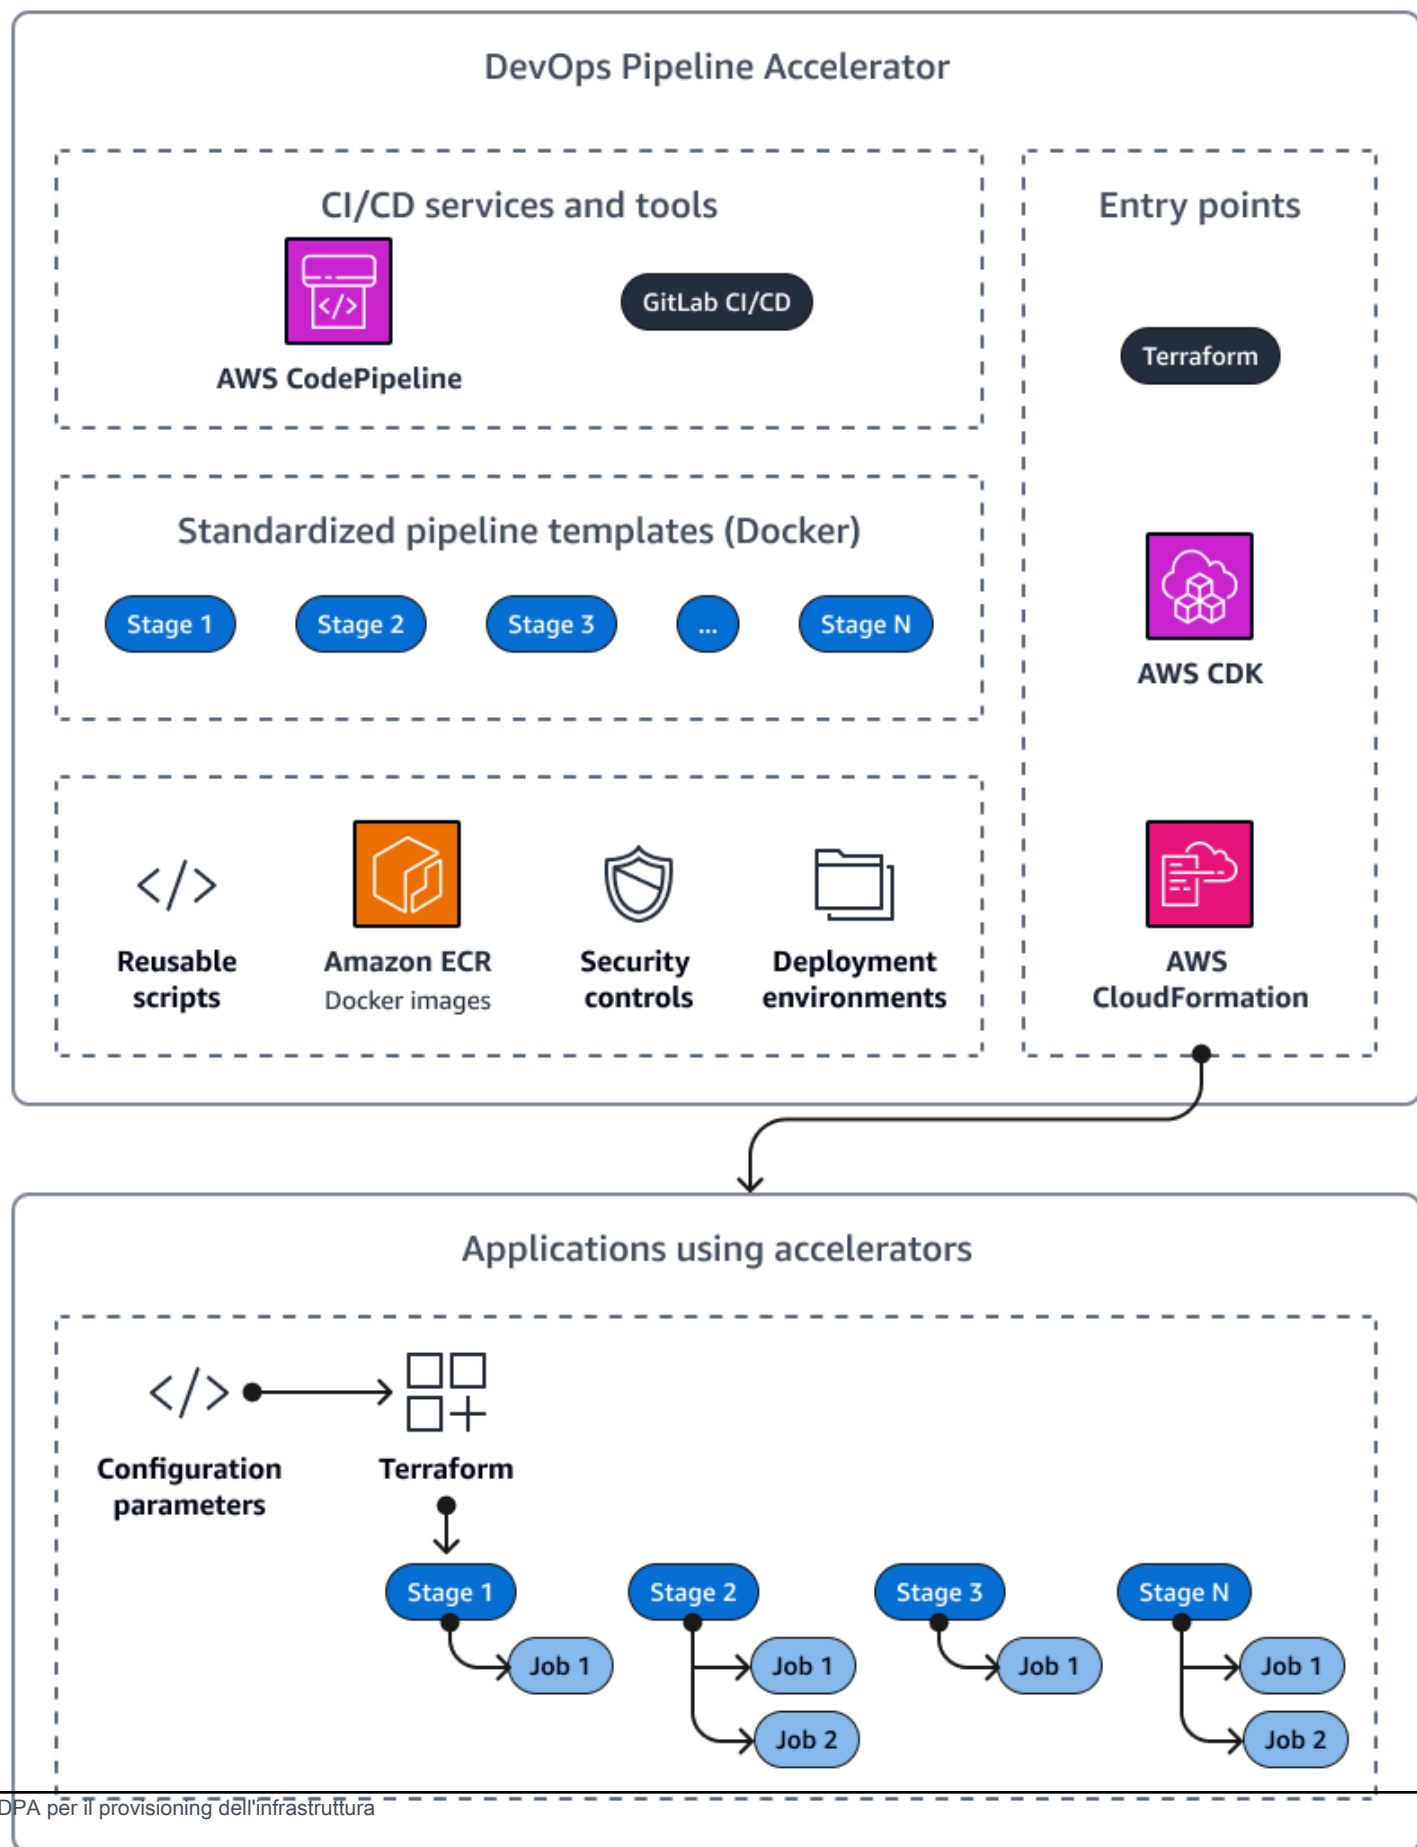 DevOps Pipeline Accelerator
CI/CD services and tools
AWS CodePipeline
GitLab CI/CD
Entry points
Terraform
AWS CDK
AWS
CloudFormation
Standardized pipeline templates (Docker)
Stage 1
Stage 2
Stage 3
...
Stage N
Reusable
scripts
Amazon ECR
Docker images
Security
controls
Deployment
environments
Applications using accelerators
Configuration
parameters
Terraform
Stage 1
Job 1
Stage 2
Job 1
Job 2
Stage 3
Job 1
Stage N
Job 1
Job 2
DPA per il provisioning dell'infrastruttura